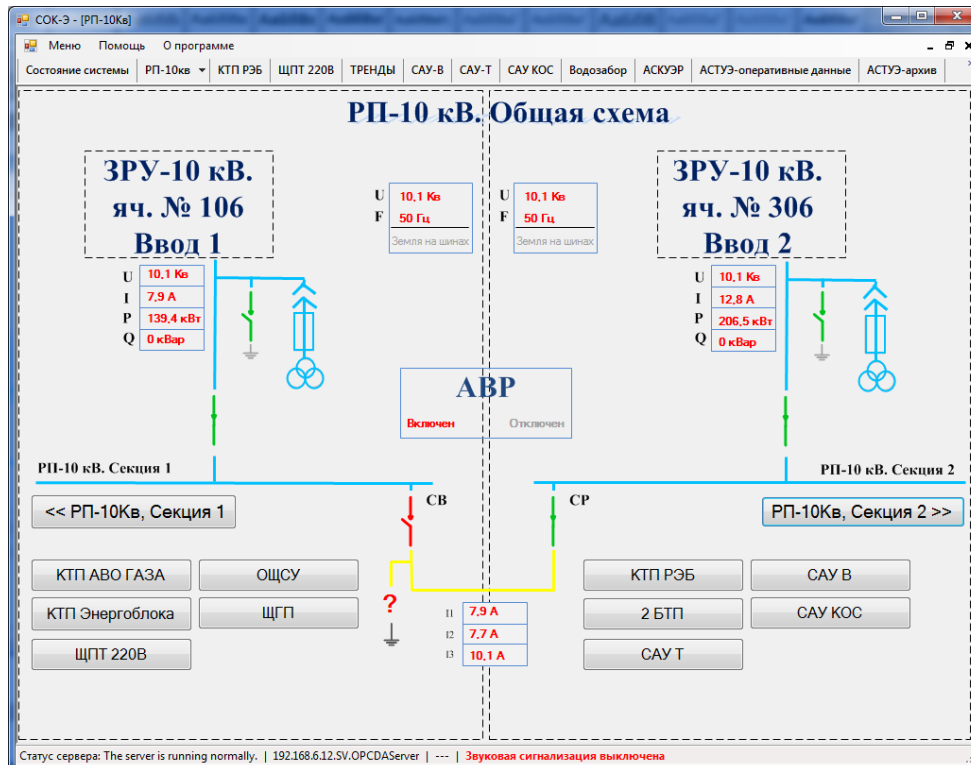 СОК-Э - [РП-10Кв]
Меню Помощь О программе
Состояние системы РП-10кв КТП РЭБ ЩПТ 220В ТРЕНДЫ САУ-В САУ-Т САУ КОС Водозабор АСКУЭР АСТУЭ-оперативные данные АСТУЭ-архив
РП-10 кВ. Общая схема
ЗРУ-10 кВ.
яч. № 106
Ввод 1
U 10,1 Кв
F 50 Гц
Земля на шинах
U 10,1 Кв
F 50 Гц
Земля на шинах
ЗРУ-10 кВ.
яч. № 306
Ввод 2
U 10,1 Кв
I 7,9 А
P 139,4 кВт
Q 0 кВар
U 10,1 Кв
I 12,8 А
P 206,5 кВт
Q 0 кВар
АВР
Включен Отключен
РП-10 кВ. Секция 1
РП-10 кВ. Секция 2
<< РП-10Кв, Секция 1
СВ
СР
РП-10Кв, Секция 2 >>
КТП АВО ГАЗА ОЩСУ
КТП Энергоблока ЩГП
ЩПТ 220В
?
I1 7,9 А
I2 7,7 А
I3 10,1 А
КТП РЭБ САУ В
2 БТП САУ КОС
САУ Т
Статус сервера: The server is running normally. | 192.168.6.12.SV.OPCDAServer | --- | Звуковая сигнализация выключена